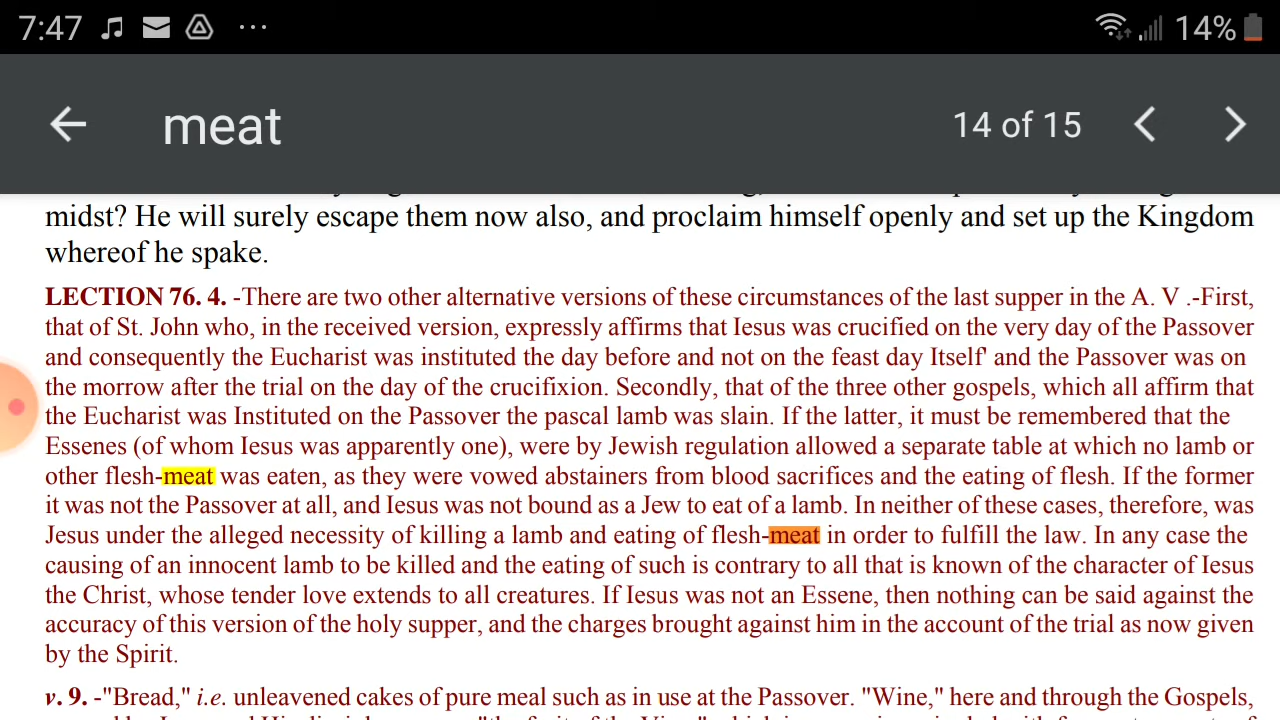 7:47 ... 14%
meat 14 of 15
midst? He will surely escape them now also, and proclaim himself openly and set up the Kingdom
whereof he spake.
LECTION 76. 4. -There are two other alternative versions of these circumstances of the last supper in the A. V .-First,
that of St. John who, in the received version, expressly affirms that Iesus was crucified on the very day of the Passover
and consequently the Eucharist was instituted the day before and not on the feast day Itself' and the Passover was on
the morrow after the trial on the day of the crucifixion. Secondly, that of the three other gospels, which all affirm that
the Eucharist was Instituted on the Passover the pascal lamb was slain. If the latter, it must be remembered that the
Essenes (of whom Iesus was apparently one), were by Jewish regulation allowed a separate table at which no lamb or
other flesh-meat was eaten, as they were vowed abstainers from blood sacrifices and the eating of flesh. If the former
it was not the Passover at all, and Iesus was not bound as a Jew to eat of a lamb. In neither of these cases, therefore, was
Jesus under the alleged necessity of killing a lamb and eating of flesh-meat in order to fulfill the law. In any case the
causing of an innocent lamb to be killed and the eating of such is contrary to all that is known of the character of Iesus
the Christ, whose tender love extends to all creatures. If Iesus was not an Essene, then nothing can be said against the
accuracy of this version of the holy supper, and the charges brought against him in the account of the trial as now given
by the Spirit.
v. 9. -"Bread," i.e. unleavened cakes of pure meal such as in use at the Passover. "Wine," here and through the Gospels,